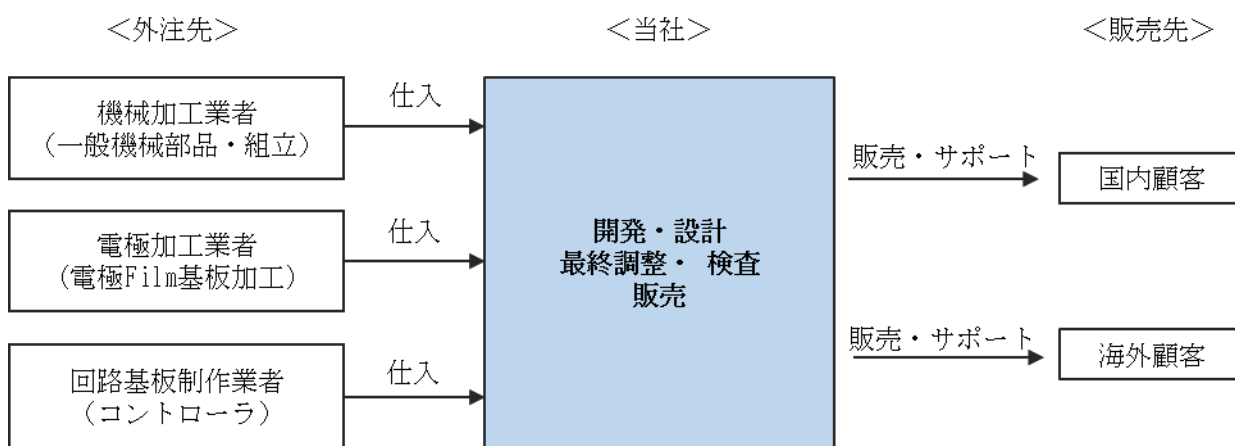 ＜外注先＞
＜当社＞
＜販売先＞
機械加工業者
（一般機械部品・組立）
仕入
電極加工業者
(電極Film基板加工)
仕入
回路基板制作業者
（コントローラ）
仕入
開発・設計
最終調整・ 検査
販売
販売・サポート
国内顧客
販売・サポート
海外顧客